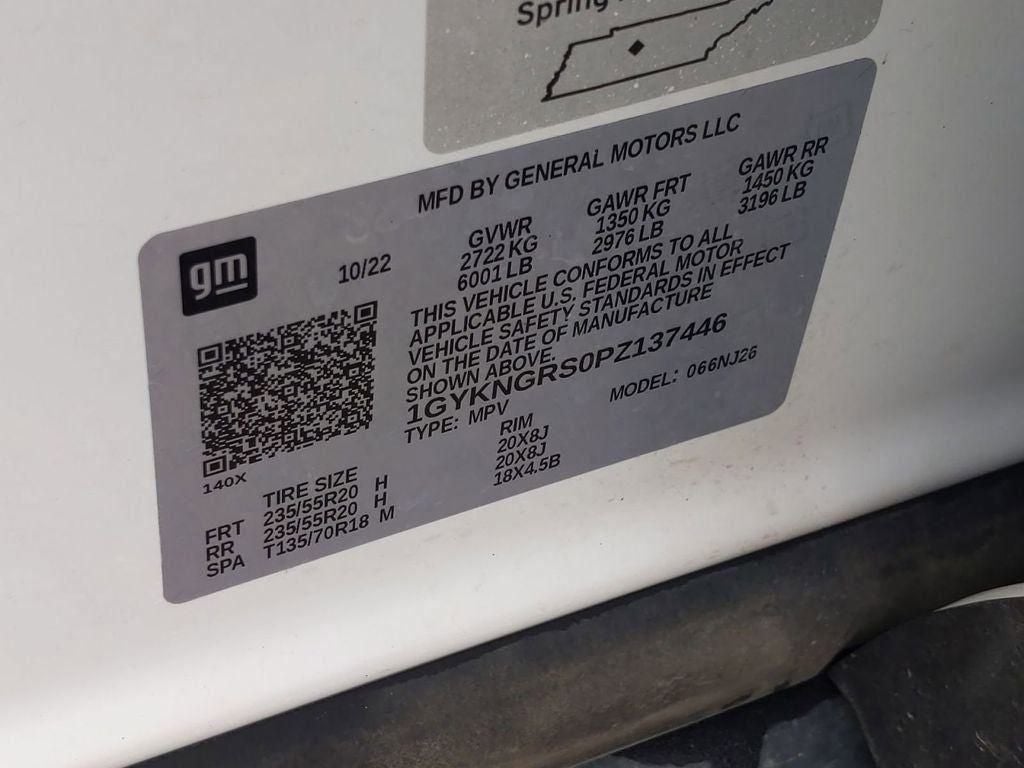 Spring
MFD BY GENERAL MOTORS LLC
gm
10/22
GVWR GAWR FRT GAWR RR
2722 KG 1350 KG 1450 KG
6001 LB 2976 LB 3196 LB
THIS VEHICLE CONFORMS TO ALL
APPLICABLE U.S. FEDERAL MOTOR
VEHICLE SAFETY STANDARDS IN EFFECT
ON THE DATE OF MANUFACTURE
SHOWN ABOVE.
1GYKNGRS0PZ137446
TYPE: MPV MODEL: 066NJ26
140X
TIRE SIZE RIM
FRT 235/55R20 H 20X8J
RR 235/55R20 H 20X8J
SPA T135/70R18 M 18X4.5B